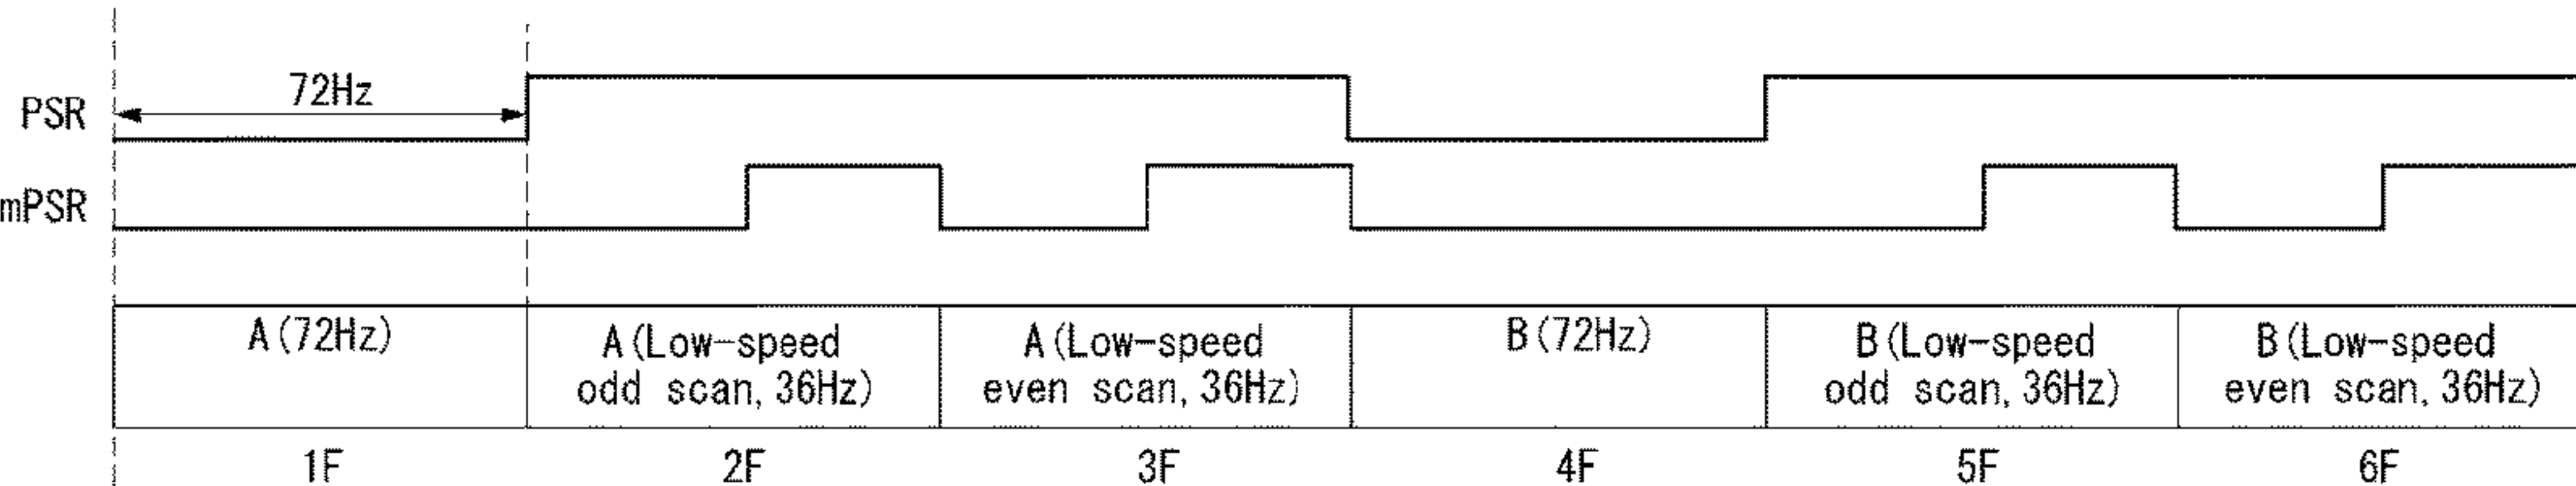 72Hz
PSR
mPSR
A(72Hz)
A(Low-speed
odd scan, 36Hz)
A(Low-speed
even scan, 36Hz)
B(72Hz)
B(Low-speed
odd scan, 36Hz)
B(Low-speed
even scan, 36Hz)
1F
2F
3F
4F
5F
6F